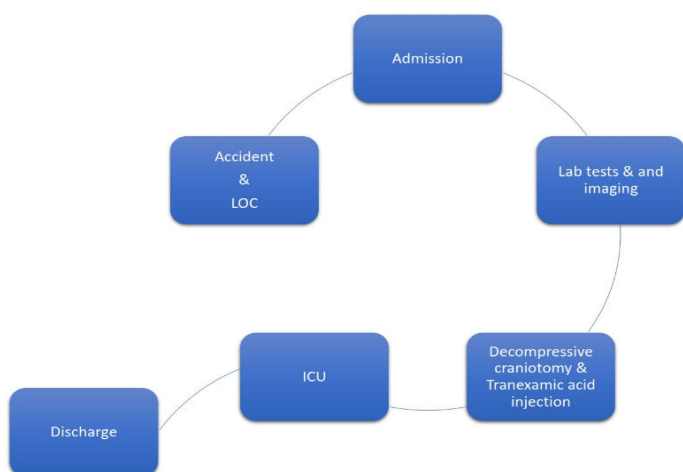 Admission
Accident
&
LOC
Lab tests & and
imaging
Decompressive
craniotomy &
Tranexamic acid
injection
ICU
Discharge